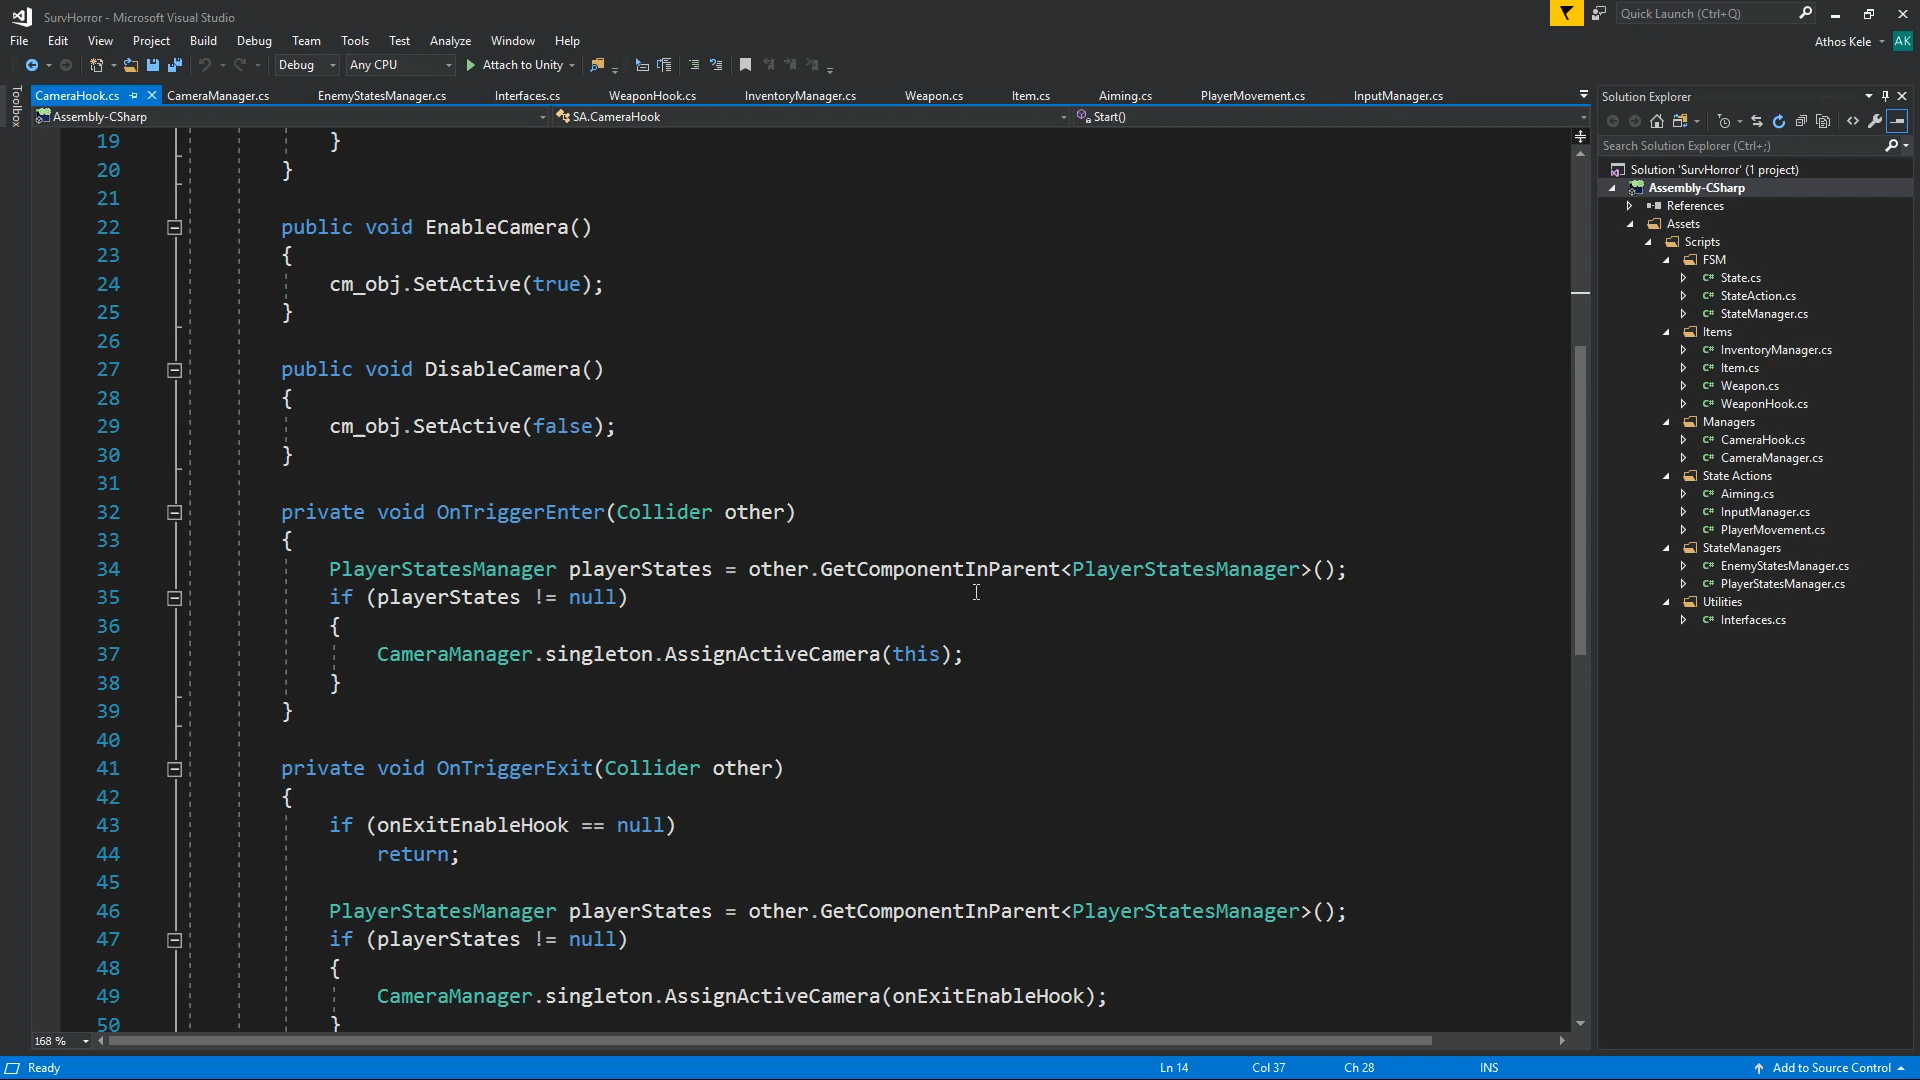 SurvHorror - Microsoft Visual Studio
Quick Launch (Ctrl+Q)
File Edit View Project Build Debug Team Tools Test Analyze Window Help
Athos Kele AK
Debug Any CPU Attach to Unity
Toolbox
CameraHook.cs CameraManager.cs EnemyStatesManager.cs Interfaces.cs WeaponHook.cs InventoryManager.cs Weapon.cs Item.cs Aiming.cs PlayerMovement.cs InputManager.cs
Assembly-CSharp SA.CameraHook Start()
19 }
20 }
21
22 public void EnableCamera()
23 {
24 cm_obj.SetActive(true);
25 }
26
27 public void DisableCamera()
28 {
29 cm_obj.SetActive(false);
30 }
31
32 private void OnTriggerEnter(Collider other)
33 {
34 PlayerStatesManager playerStates = other.GetComponentInParent<PlayerStatesManager>();
35 if (playerStates != null)
36 {
37 CameraManager.singleton.AssignActiveCamera(this);
38 }
39 }
40
41 private void OnTriggerExit(Collider other)
42 {
43 if (onExitEnableHook == null)
44 return;
45
46 PlayerStatesManager playerStates = other.GetComponentInParent<PlayerStatesManager>();
47 if (playerStates != null)
48 {
49 CameraManager.singleton.AssignActiveCamera(onExitEnableHook);
50 }
168 %
Solution Explorer
Search Solution Explorer (Ctrl+;)
Solution 'SurvHorror' (1 project)
Assembly-CSharp
References
Assets
Scripts
FSM
C# State.cs
C# StateAction.cs
C# StateManager.cs
Items
C# InventoryManager.cs
C# Item.cs
C# Weapon.cs
C# WeaponHook.cs
Managers
C# CameraHook.cs
C# CameraManager.cs
State Actions
C# Aiming.cs
C# InputManager.cs
C# PlayerMovement.cs
StateManagers
C# EnemyStatesManager.cs
C# PlayerStatesManager.cs
Utilities
C# Interfaces.cs
Ready Ln 14 Col 37 Ch 28 INS Add to Source Control